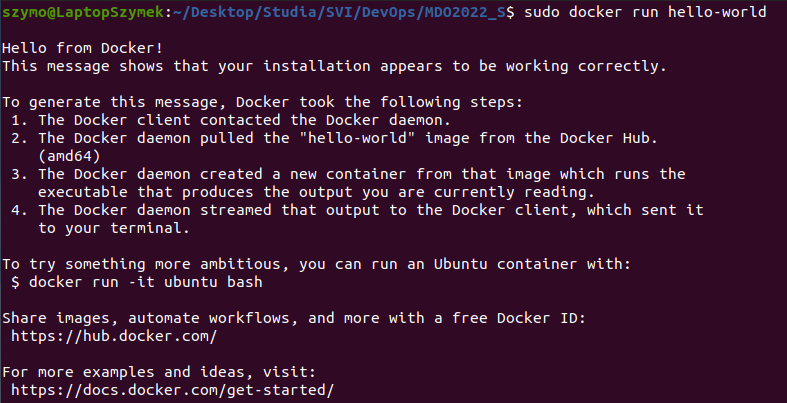 szymo@LaptopSzymek:~/Desktop/Studia/SVI/DevOps/MDO2022_S$ sudo docker run hello-world
Hello from Docker!
This message shows that your installation appears to be working correctly.
To generate this message, Docker took the following steps:
1. The Docker client contacted the Docker daemon.
2. The Docker daemon pulled the "hello-world" image from the Docker Hub.
(amd64)
3. The Docker daemon created a new container from that image which runs the
executable that produces the output you are currently reading.
4. The Docker daemon streamed that output to the Docker client, which sent it
to your terminal.
To try something more ambitious, you can run an Ubuntu container with:
$ docker run -it ubuntu bash
Share images, automate workflows, and more with a free Docker ID:
https://hub.docker.com/
For more examples and ideas, visit:
https://docs.docker.com/get-started/